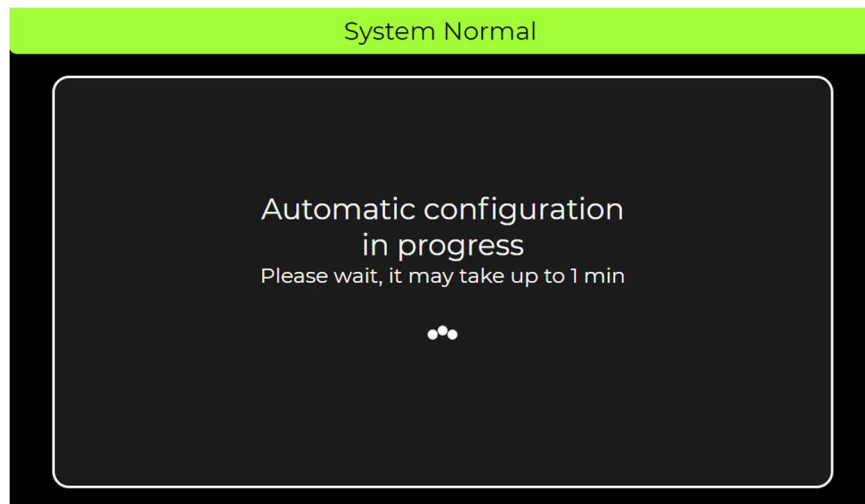 System Normal
Automatic configuration
in progress
Please wait, it may take up to 1 min